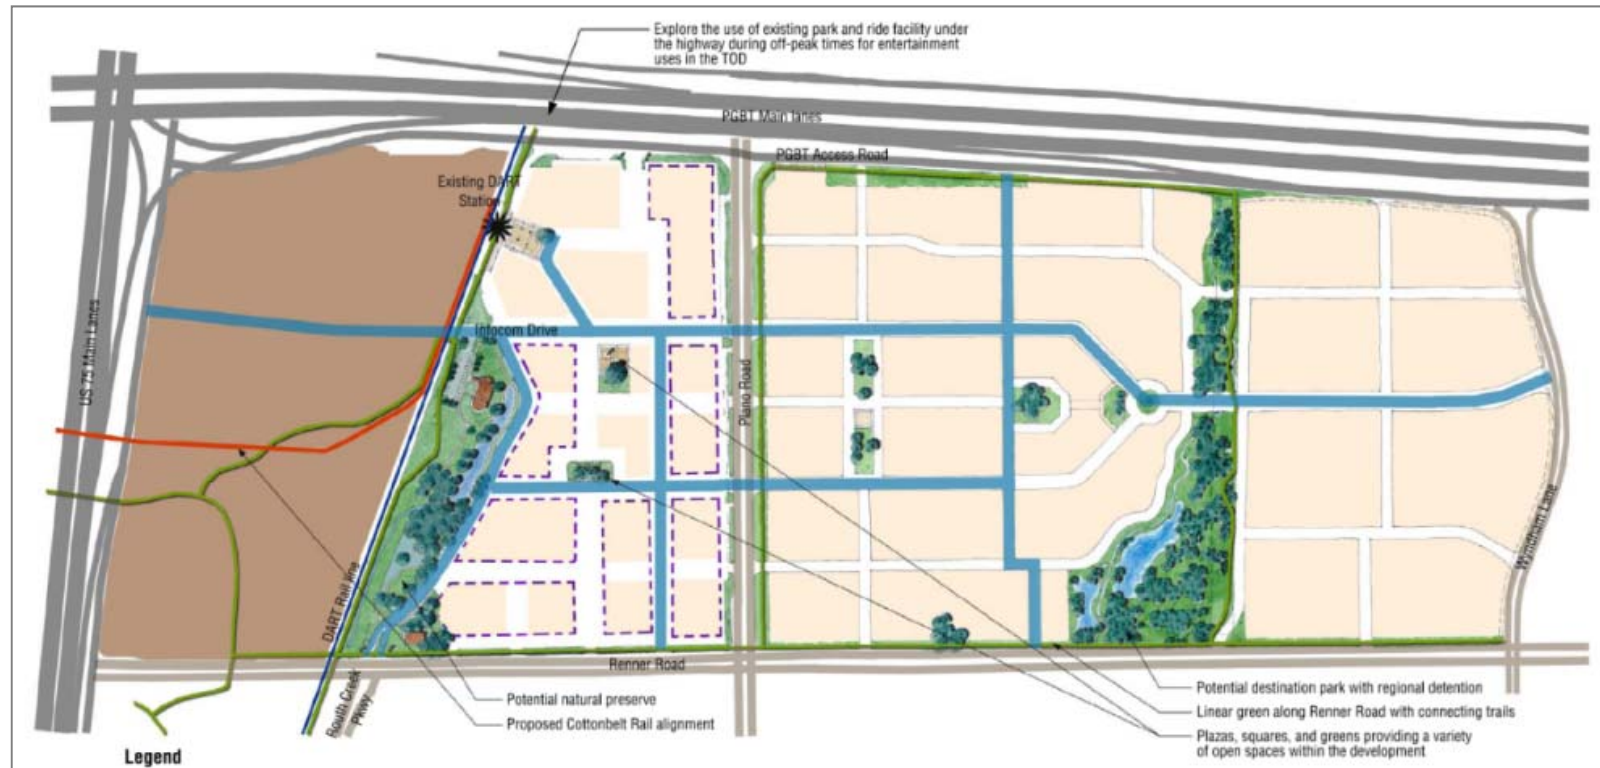 Explore the use of existing park and ride facility under
the highway during off-peak times for entertainment
uses in the TOD
PGBT Main lanes
PGBT Access Road
Existing DART
Station
US 75 Main Lanes
Infocom Drive
Plano Road
Wyndham Lane
DART Rail line
Renner Road
South Creek
Pkwy
Potential natural preserve
Proposed Cottonbelt Rail alignment
Potential destination park with regional detention
Linear green along Renner Road with connecting trails
Plazas, squares, and greens providing a variety
of open spaces within the development
Legend